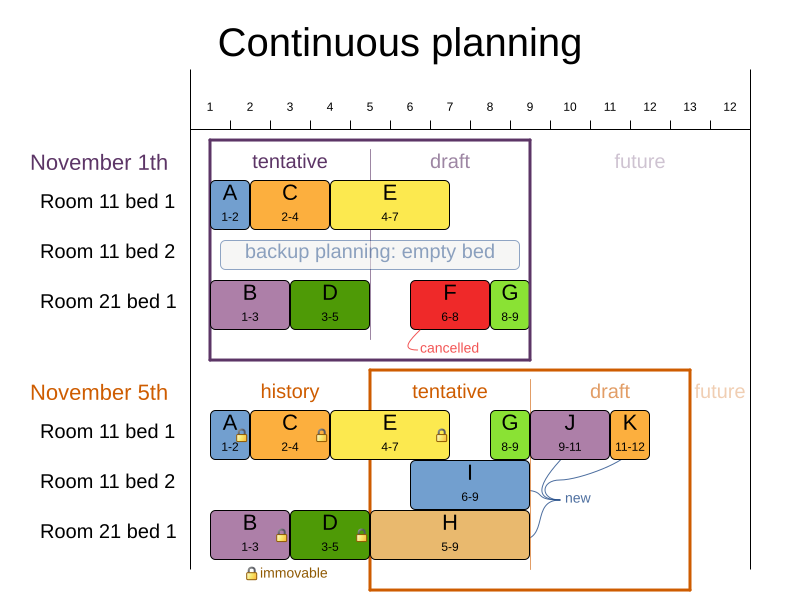 Continuous planning
1 2 3 4 5 6 7 8 9 10 11 12 13 12
November 1th
tentative draft future
Room 11 bed 1
A C E
1-2 2-4 4-7
Room 11 bed 2
backup planning: empty bed
Room 21 bed 1
B D F G
1-3 3-5 6-8 8-9
cancelled
November 5th
history tentative draft future
Room 11 bed 1
A C E G J K
1-2 2-4 4-7 8-9 9-11 11-12
Room 11 bed 2
I
6-9
new
Room 21 bed 1
B D H
1-3 3-5 5-9
immovable